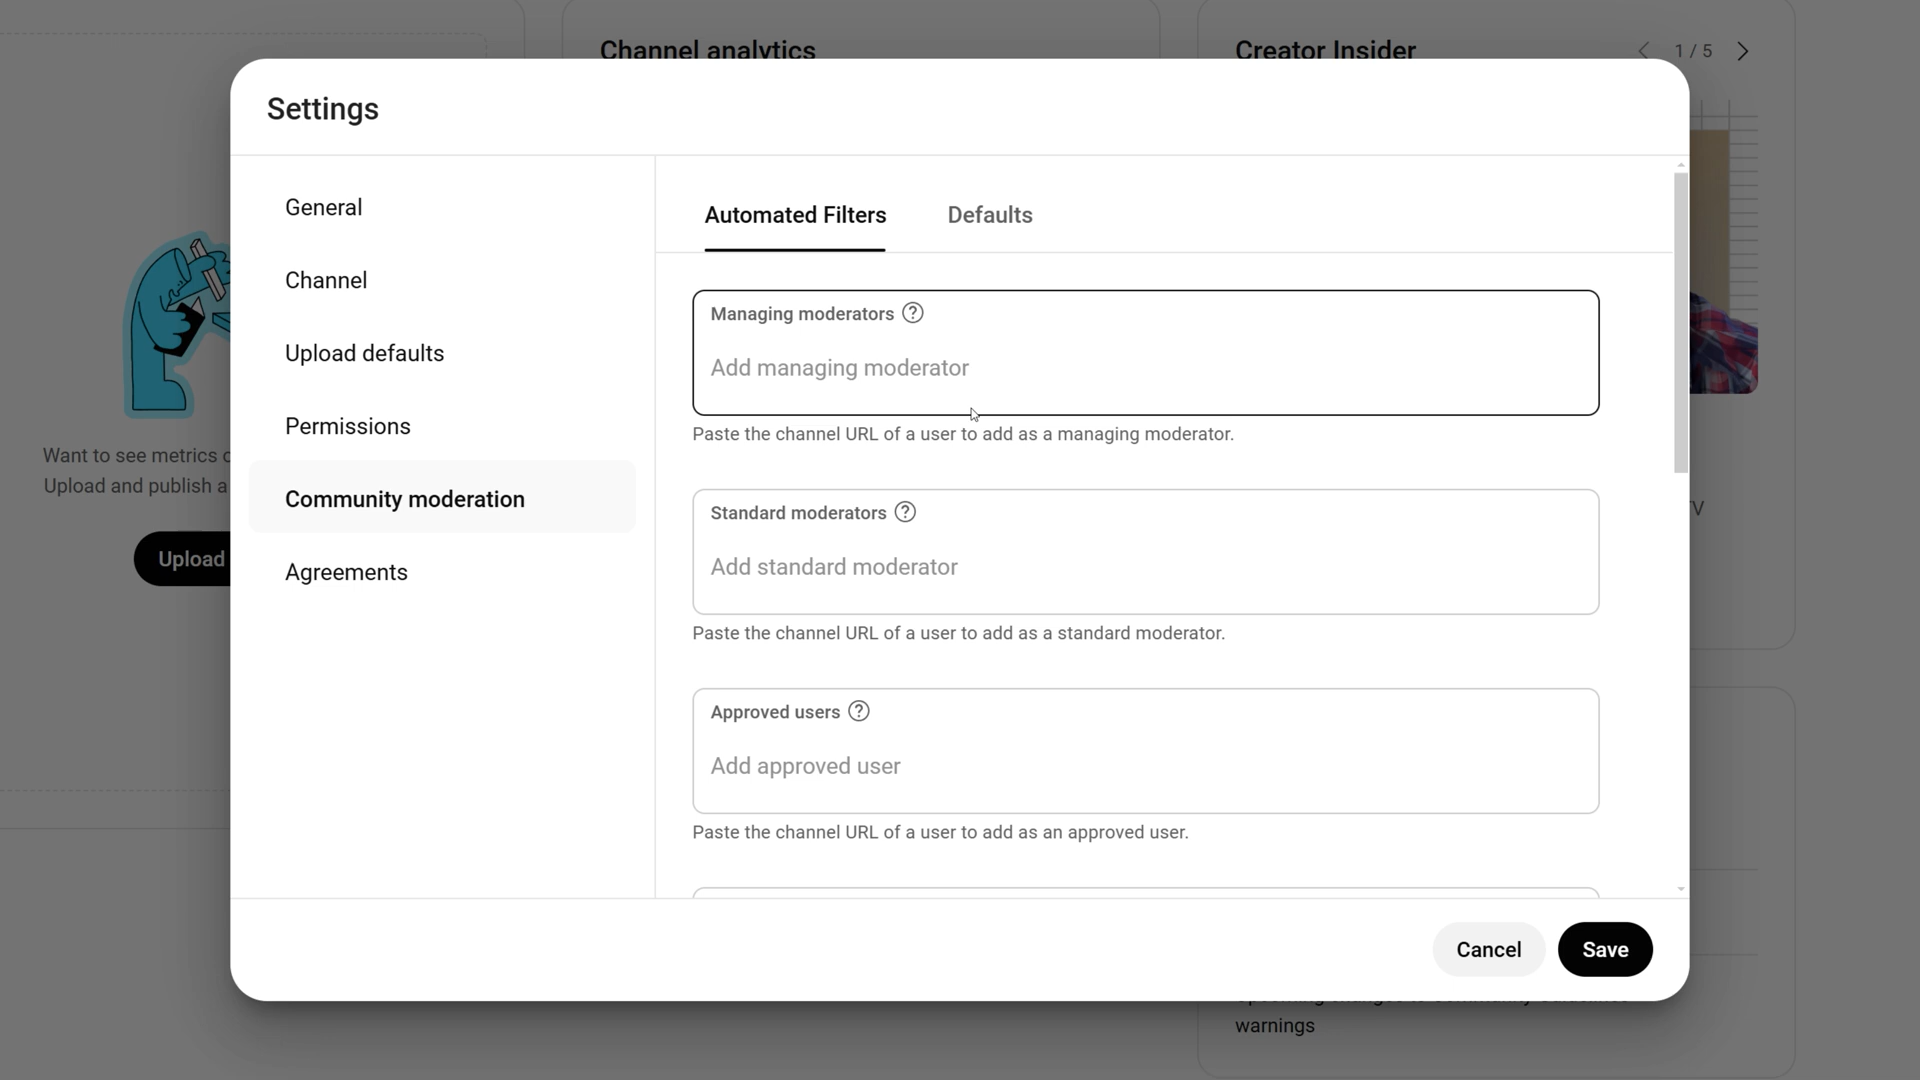 Channel analytics
Creator Insider
1 / 5
Settings
General
Channel
Upload defaults
Permissions
Community moderation
Agreements
Automated Filters
Defaults
Managing moderators
Add managing moderator
Paste the channel URL of a user to add as a managing moderator.
Standard moderators
Add standard moderator
Paste the channel URL of a user to add as a standard moderator.
Approved users
Add approved user
Paste the channel URL of a user to add as an approved user.
Cancel
Save
Want to see metrics
Upload and publish a
Upload
warnings